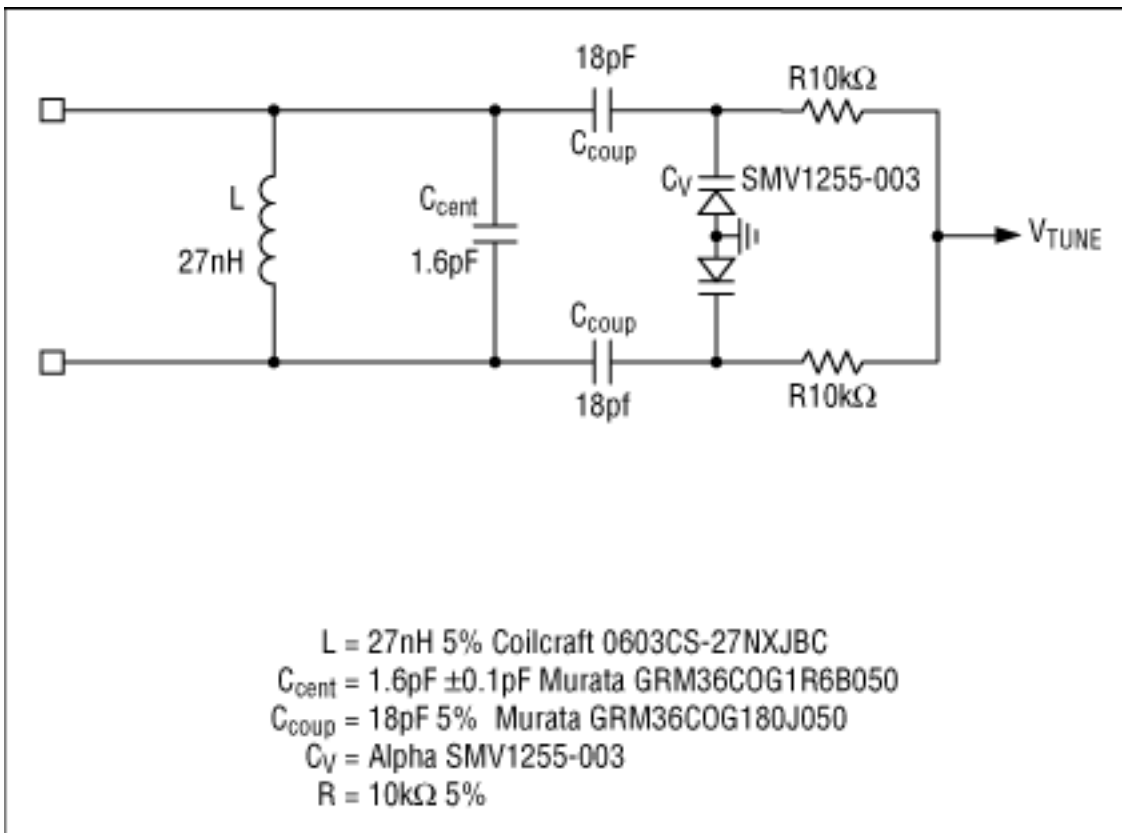 18pF
R10kΩ
Ccoup
L
Ccent
CV
SMV1255-003
27nH
1.6pF
VTUNE
Ccoup
18pf
R10kΩ
L = 27nH 5% Coilcraft 0603CS-27NXJBC
Ccent = 1.6pF ±0.1pF Murata GRM36COG1R6B050
Ccoup = 18pF 5% Murata GRM36COG180J050
CV = Alpha SMV1255-003
R = 10kΩ 5%